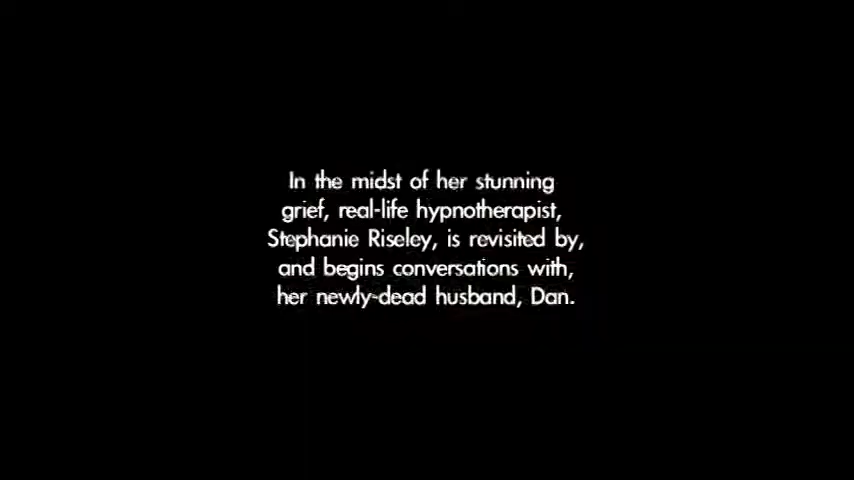 In the midst of her stunning
grief, real-life hypnotherapist,
Stephanie Riseley, is revisited by,
and begins conversations with,
her newly-dead husband, Dan.